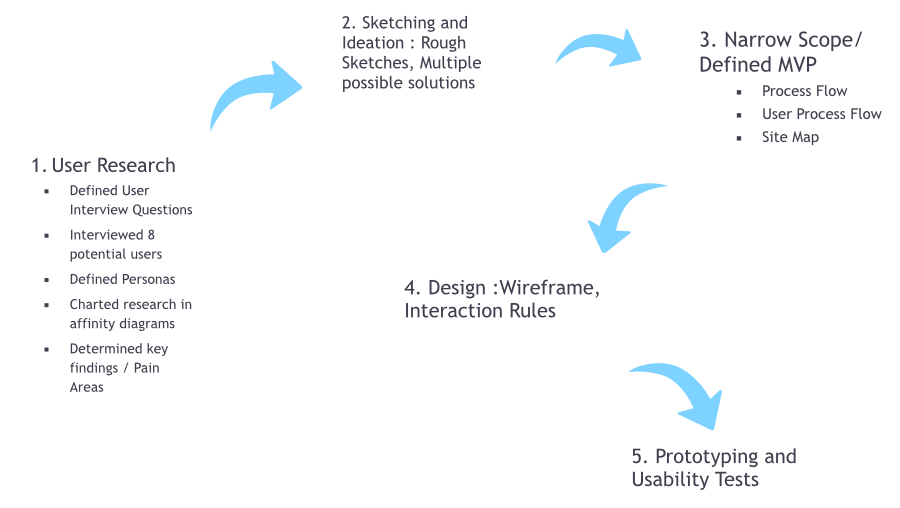 1. User Research
▪ Defined User
Interview Questions
▪ Interviewed 8
potential users
▪ Defined Personas
▪ Charted research in
affinity diagrams
▪ Determined key
findings / Pain
Areas
2. Sketching and
Ideation : Rough
Sketches, Multiple
possible solutions
3. Narrow Scope/
Defined MVP
▪ Process Flow
▪ User Process Flow
▪ Site Map
4. Design :Wireframe,
Interaction Rules
5. Prototyping and
Usability Tests